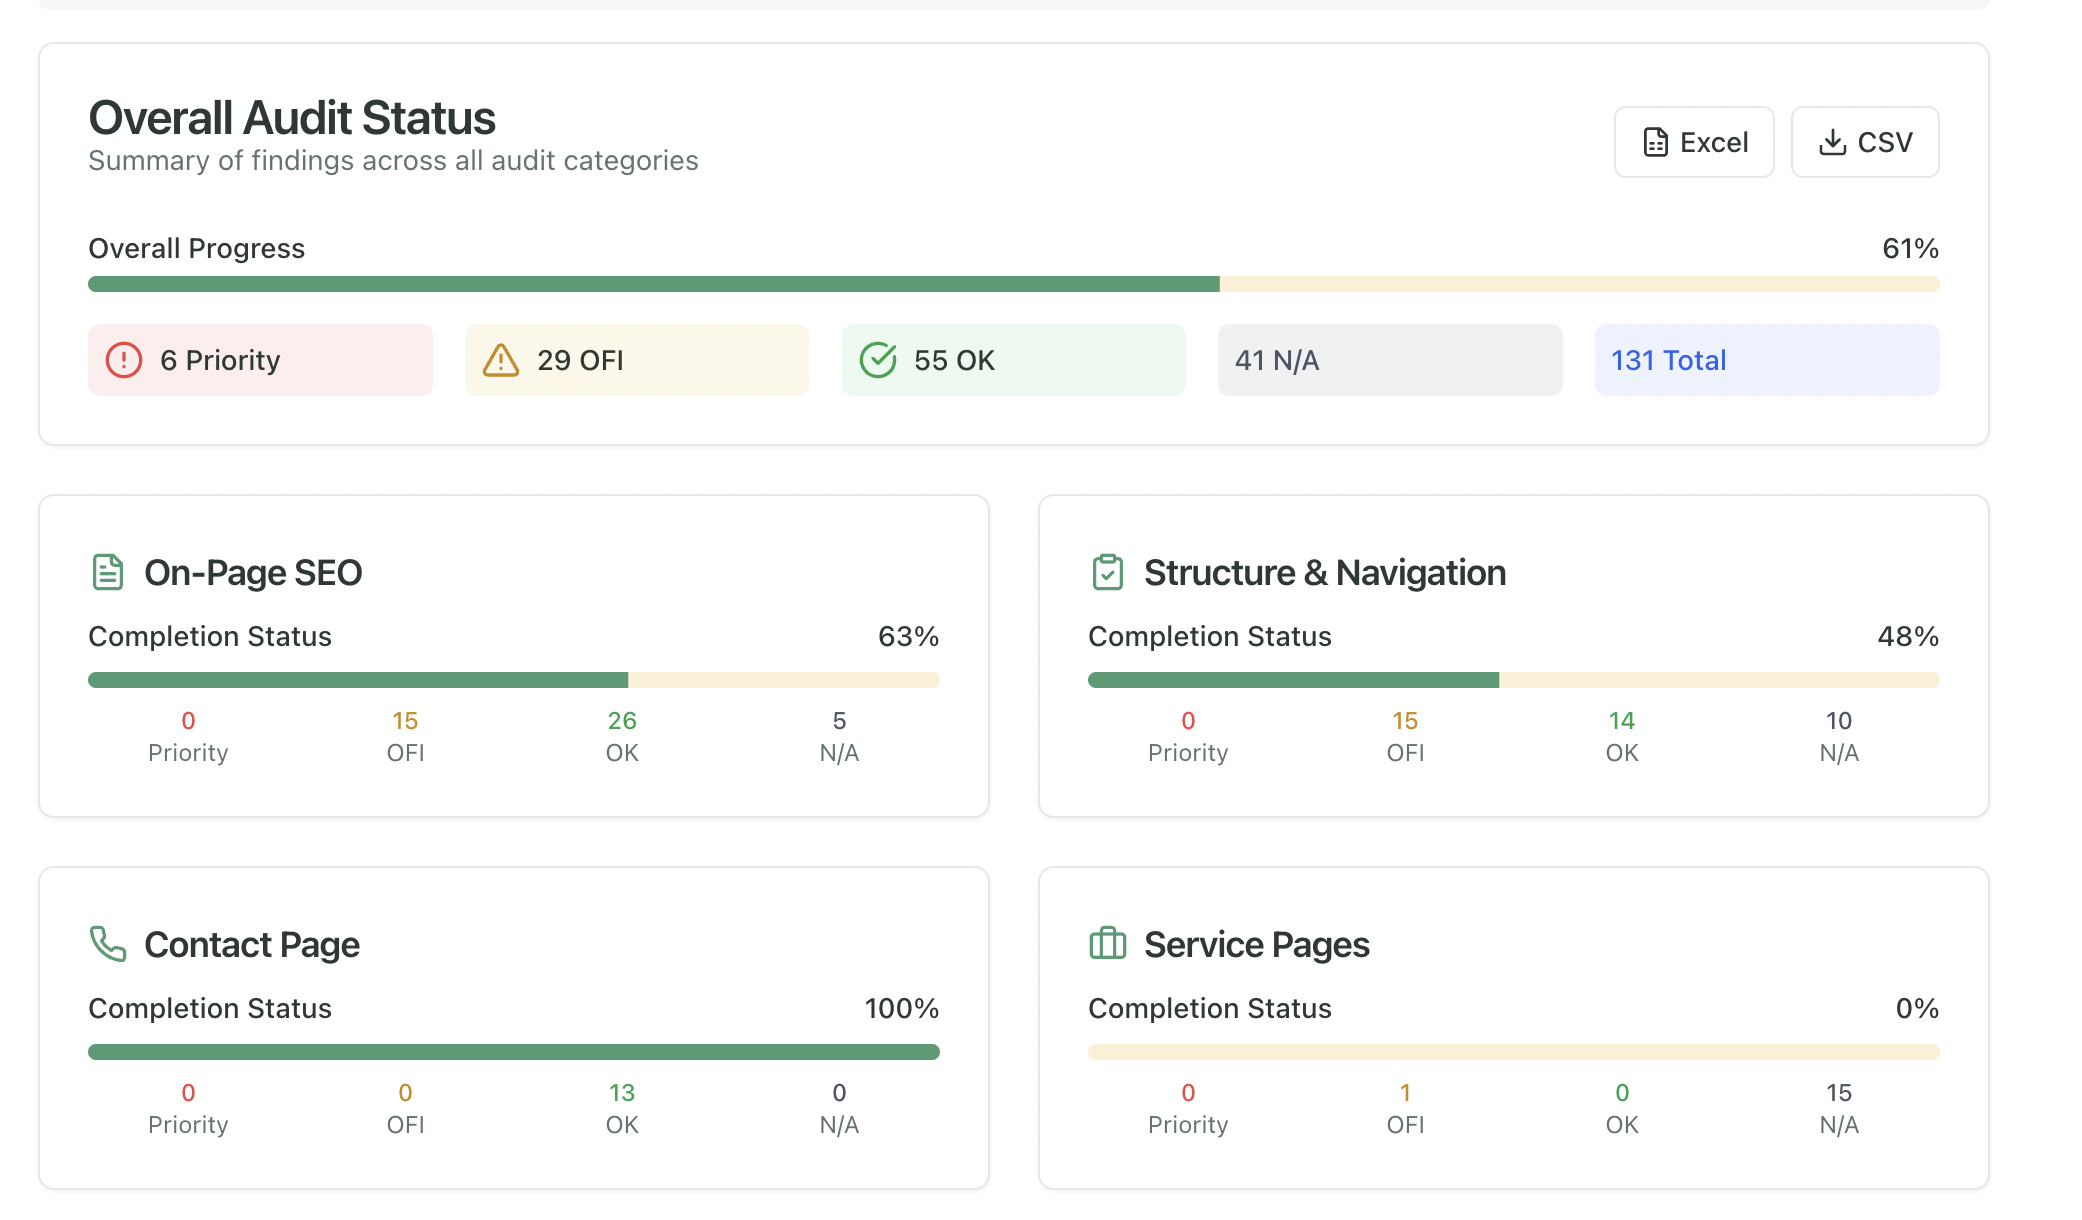 Overall Audit Status
Summary of findings across all audit categories
Excel
CSV
Overall Progress
61%
6 Priority
29 OFI
55 OK
41 N/A
131 Total
On-Page SEO
Completion Status
63%
0
15
26
5
Priority
OFI
OK
N/A
Structure & Navigation
Completion Status
48%
0
15
14
10
Priority
OFI
OK
N/A
Contact Page
Completion Status
100%
0
0
13
0
Priority
OFI
OK
N/A
Service Pages
Completion Status
0%
0
1
0
15
Priority
OFI
OK
N/A